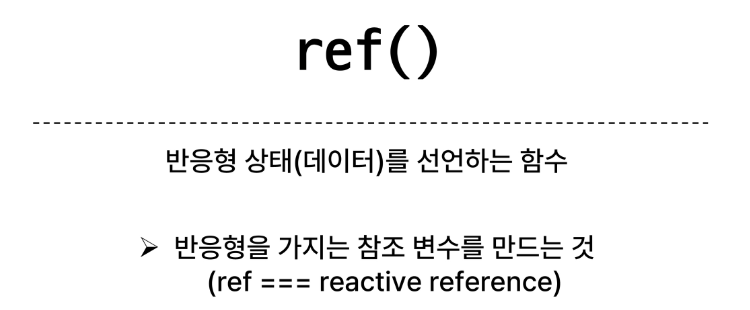 ref()
반응형 상태(데이터)를 선언하는 함수
➢ 반응형을 가지는 참조 변수를 만드는 것
(ref === reactive reference)